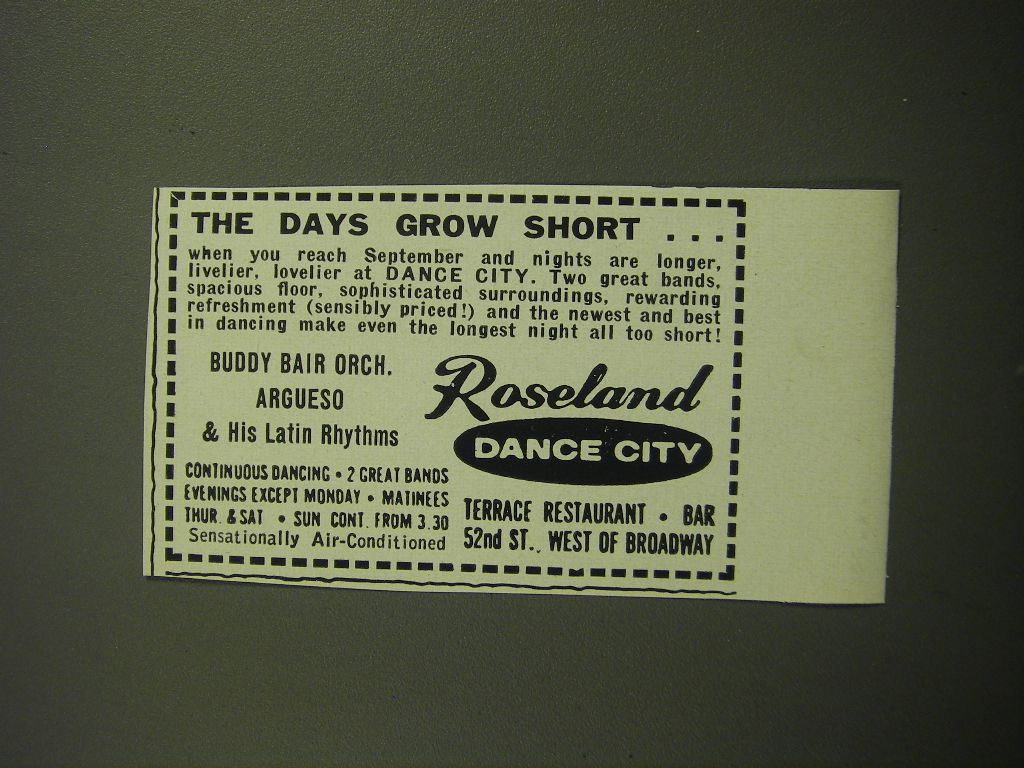 THE DAYS GROW SHORT ...
when you reach September and nights are longer,
livelier, lovelier at DANCE CITY. Two great bands,
spacious floor, sophisticated surroundings, rewarding
refreshment (sensibly priced!) and the newest and best
in dancing make even the longest night all too short!
BUDDY BAIR ORCH.
ARGUESO
& His Latin Rhythms
CONTINUOUS DANCING • 2 GREAT BANDS
EVENINGS EXCEPT MONDAY • MATINEES
THUR. & SAT • SUN CONT. FROM 3.30
Sensationally Air-Conditioned
Roseland
DANCE CITY
TERRACE RESTAURANT • BAR
52nd ST., WEST OF BROADWAY